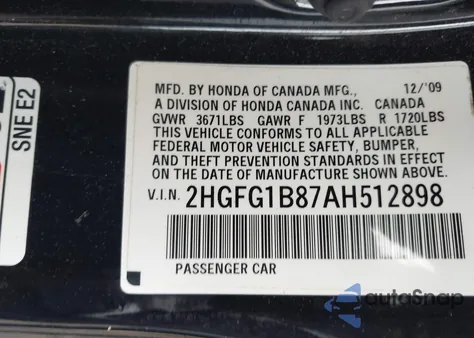 SNE E2
MFD. BY HONDA OF CANADA MFG., 12/'09
A DIVISION OF HONDA CANADA INC. CANADA
GVWR 3671LBS GAWR F 1973LBS R 1720LBS
THIS VEHICLE CONFORMS TO ALL APPLICABLE
FEDERAL MOTOR VEHICLE SAFETY, BUMPER,
AND THEFT PREVENTION STANDARDS IN EFFECT
ON THE DATE OF MANUFACTURE SHOWN ABOVE.
V.I.N. 2HGFG1B87AH512898
PASSENGER CAR
autoSnap